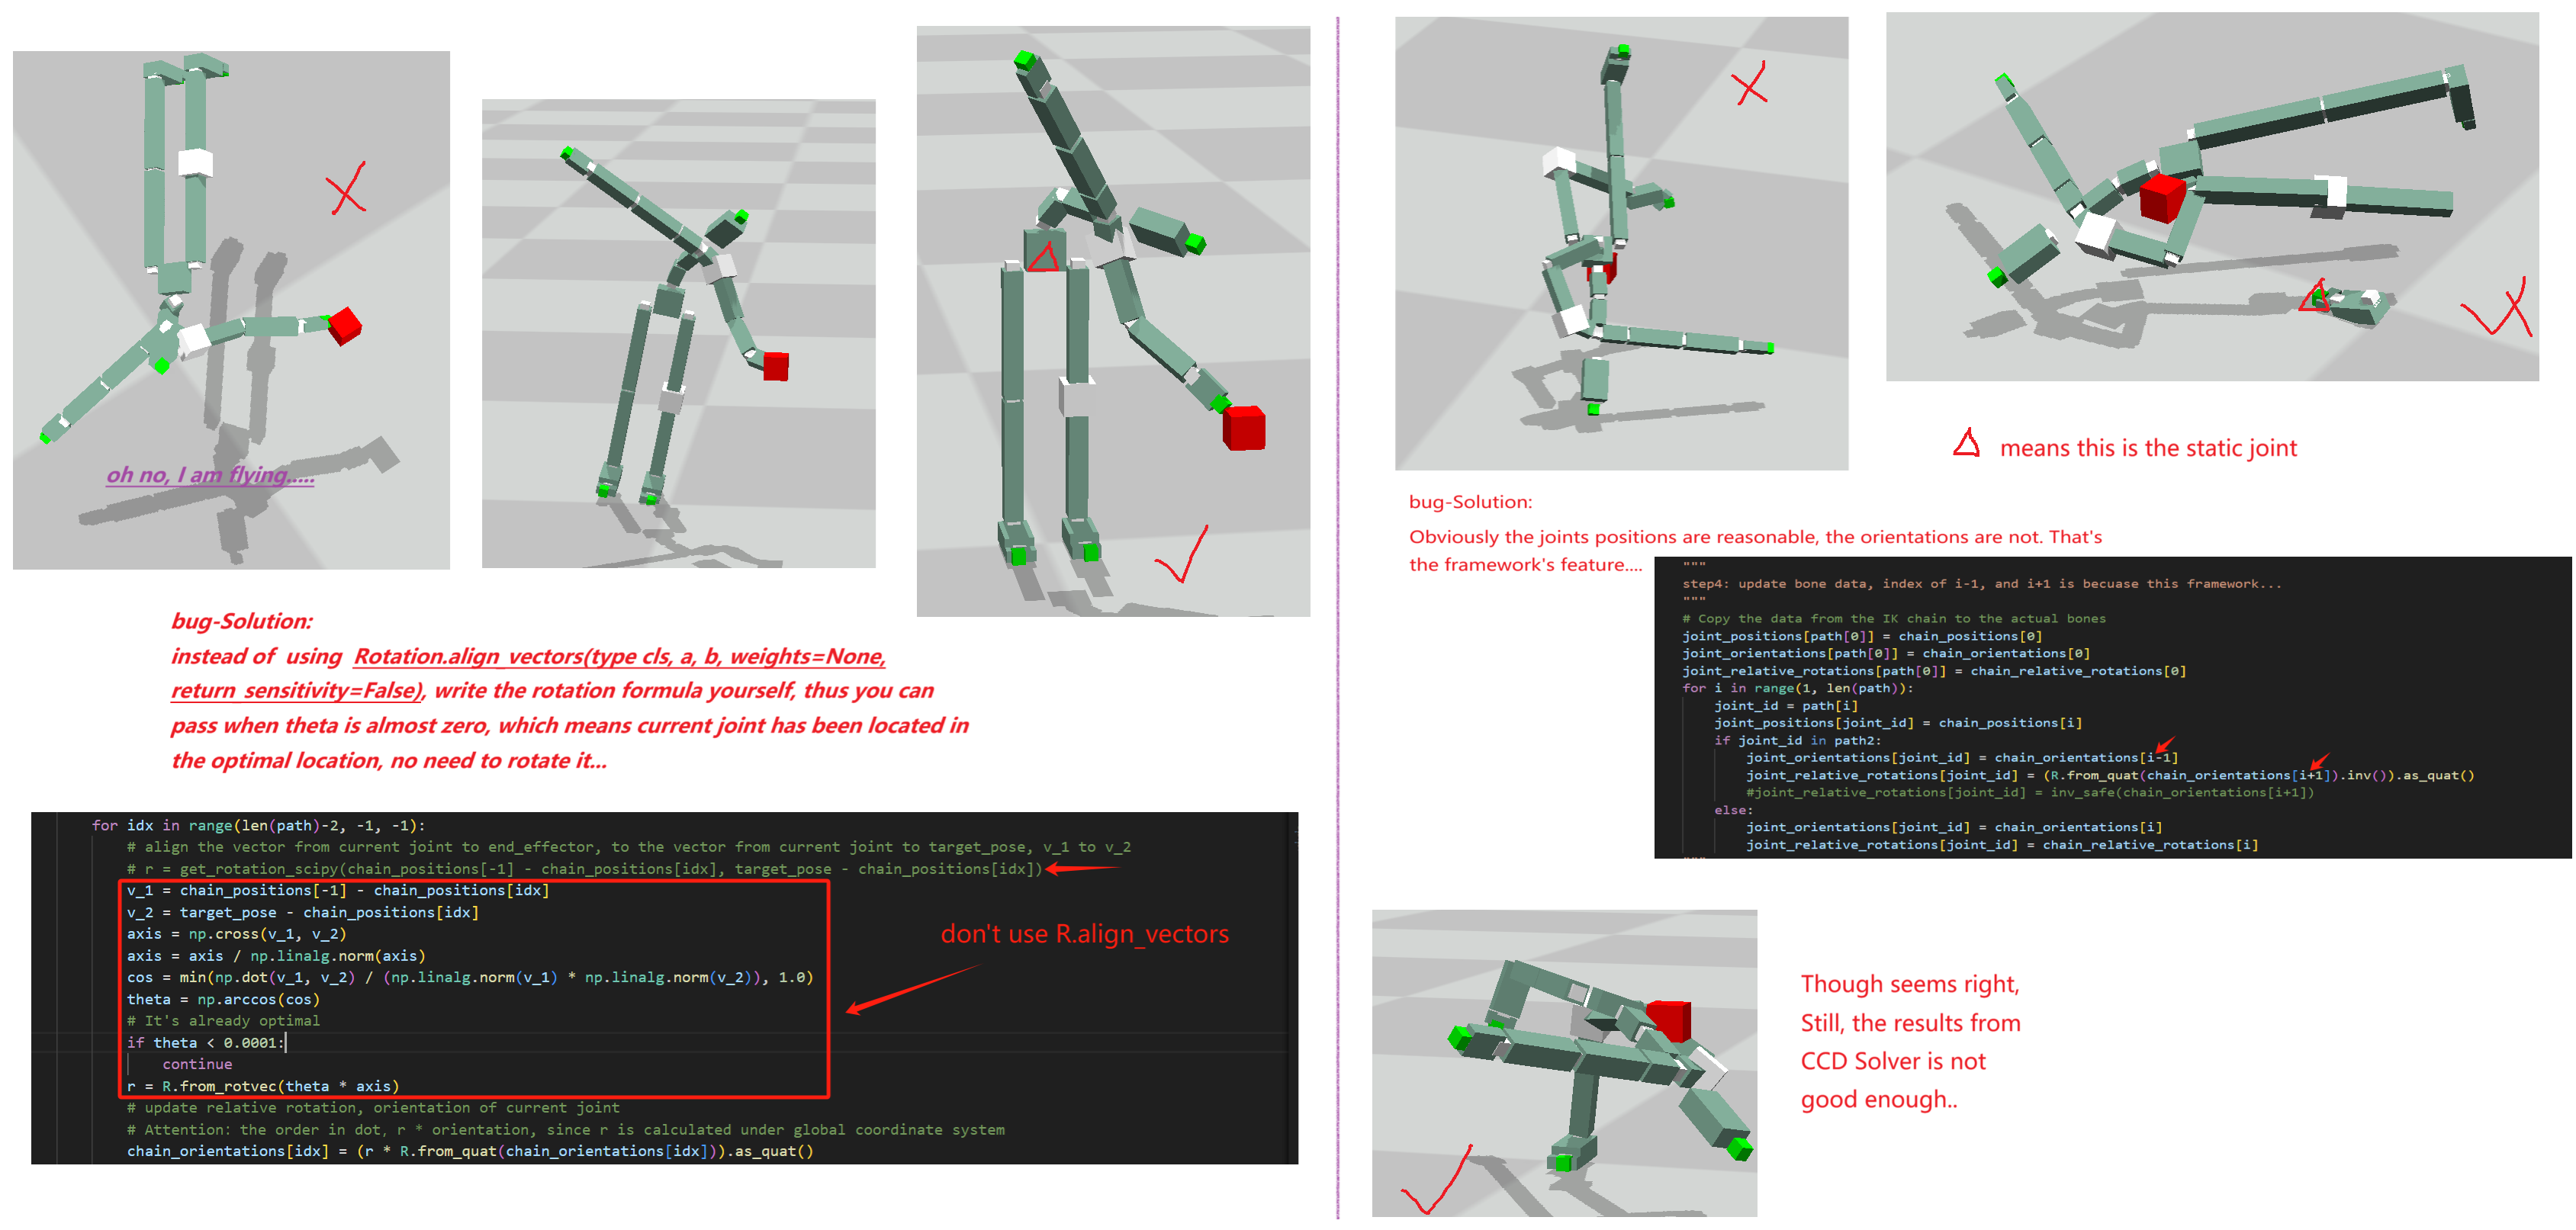 oh no, I am flying.....
bug-Solution:
instead of using Rotation.align_vectors(type cls, a, b, weights=None,
return_sensitivity=False), write the rotation formula yourself, thus you can
pass when theta is almost zero, which means current joint has been located in
the optimal location, no need to rotate it...
for idx in range(len(path)-2, -1, -1):
# align the vector from current joint to end_effector, to the vector from current joint to target_pose, v_1 to v_2
# r = get_rotation_scipy(chain_positions[-1] - chain_positions[idx], target_pose - chain_positions[idx])
v_1 = chain_positions[-1] - chain_positions[idx]
v_2 = target_pose - chain_positions[idx]
axis = np.cross(v_1, v_2)
axis = axis / np.linalg.norm(axis)
cos = min(np.dot(v_1, v_2) / (np.linalg.norm(v_1) * np.linalg.norm(v_2)), 1.0)
theta = np.arccos(cos)
# It's already optimal
if theta < 0.0001:
continue
r = R.from_rotvec(theta * axis)
# update relative rotation, orientation of current joint
# Attention: the order in dot, r * orientation, since r is calculated under global coordinate system
chain_orientations[idx] = (r * R.from_quat(chain_orientations[idx])).as_quat()
don't use R.align_vectors
means this is the static joint
bug-Solution:
Obviously the joints positions are reasonable, the orientations are not. That's
the framework's feature....
"""
step4: update bone data, index of i-1, and i+1 is becuase this framework...
"""
# Copy the data from the IK chain to the actual bones
joint_positions[path[0]] = chain_positions[0]
joint_orientations[path[0]] = chain_orientations[0]
joint_relative_rotations[path[0]] = chain_relative_rotations[0]
for i in range(1, len(path)):
joint_id = path[i]
joint_positions[joint_id] = chain_positions[i]
if joint_id in path2:
joint_orientations[joint_id] = chain_orientations[i-1]
joint_relative_rotations[joint_id] = (R.from_quat(chain_orientations[i+1]).inv()).as_quat()
#joint_relative_rotations[joint_id] = inv_safe(chain_orientations[i+1])
else:
joint_orientations[joint_id] = chain_orientations[i]
joint_relative_rotations[joint_id] = chain_relative_rotations[i]
"""
Though seems right,
Still, the results from
CCD Solver is not
good enough..